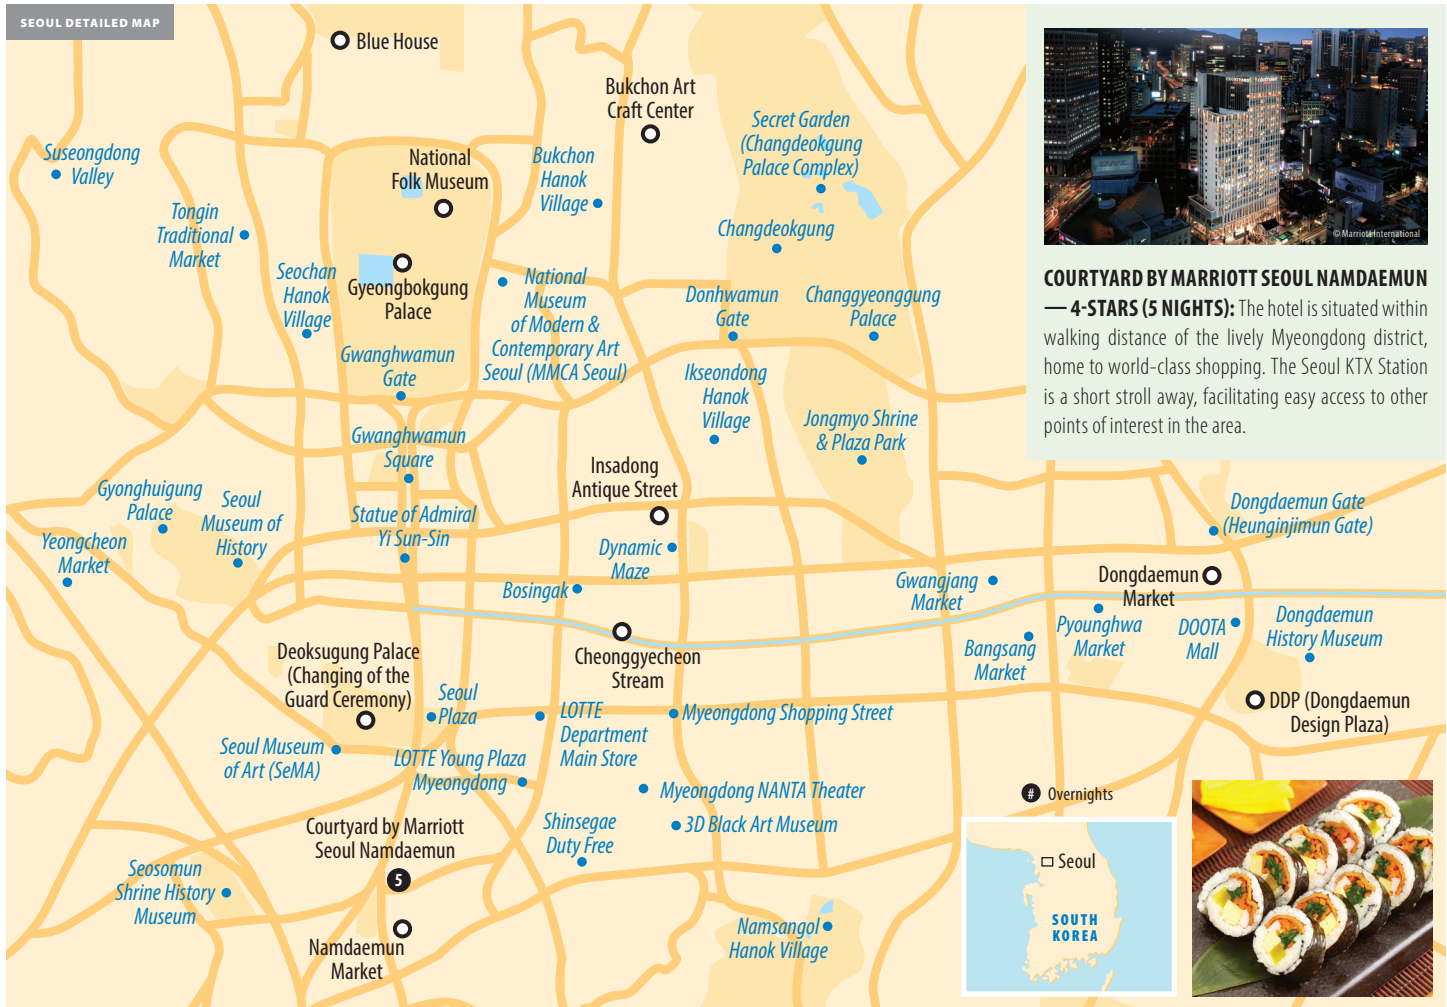 SEOUL DETAILED MAP
Blue House
Bukchon Art
Craft Center
Secret Garden
(Changdeokgung
Palace Complex)
Suseongdong
Valley
National
Folk Museum
Bukchon
Hanok
Village
Tongin
Traditional
Market
Changdeokgung
Seochan
Hanok
Village
Gyeongbokgung
Palace
National
Museum
of Modern &
Contemporary Art
Seoul (MMCA Seoul)
Donhwamun
Gate
Changgyeonggung
Palace
Gwanghwamun
Gate
Ikseondong
Hanok
Village
Jongmyo Shrine
& Plaza Park
Gwanghwamun
Square
Insadong
Antique Street
Gyonghuigung
Palace
Seoul
Museum of
History
Statue of Admiral
Yi Sun-Sin
Yeongcheon
Market
Dynamic
Maze
Bosingak
Gwangjang
Market
Dongdaemun Gate
(Heunginjimun Gate)
Dongdaemun
Market
Pyounghwa
Market
DOOTA
Mall
Dongdaemun
History Museum
Bangsang
Market
Cheonggyecheon
Stream
Deoksugung Palace
(Changing of the
Guard Ceremony)
Seoul
Plaza
LOTTE
Department
Main Store
Myeongdong Shopping Street
DDP (Dongdaemun
Design Plaza)
Seoul Museum
of Art (SeMA)
LOTTE Young Plaza
Myeongdong
Myeongdong NANTA Theater
3D Black Art Museum
Shinsegae
Duty Free
Courtyard by Marriott
Seoul Namdaemun
5
Seosomun
Shrine History
Museum
Namdaemun
Market
Namsangol
Hanok Village
# Overnights
Seoul
SOUTH
KOREA
© Marriott International
COURTYARD BY MARRIOTT SEOUL NAMDAEMUN
— 4-STARS (5 NIGHTS): The hotel is situated within
walking distance of the lively Myeongdong district,
home to world-class shopping. The Seoul KTX Station
is a short stroll away, facilitating easy access to other
points of interest in the area.